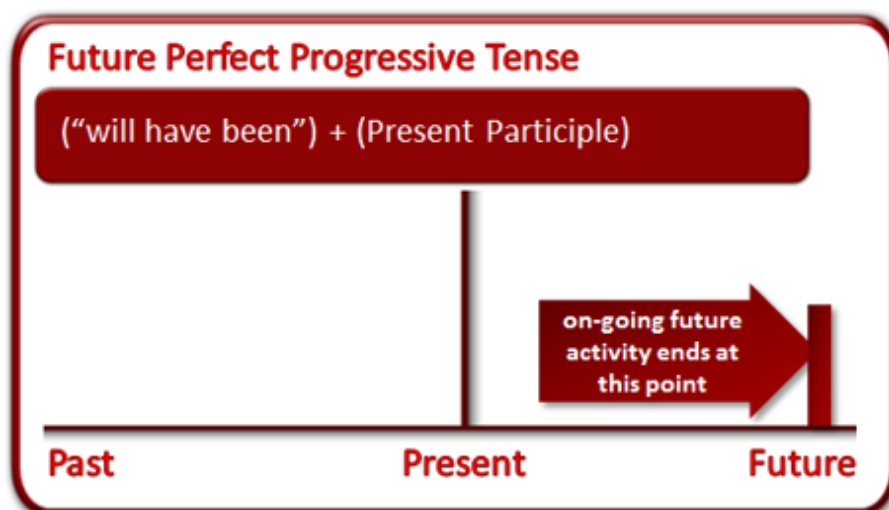 Future Perfect Progressive Tense
(“will have been”) + (Present Participle)
on-going future
activity ends at
this point
Past Present Future